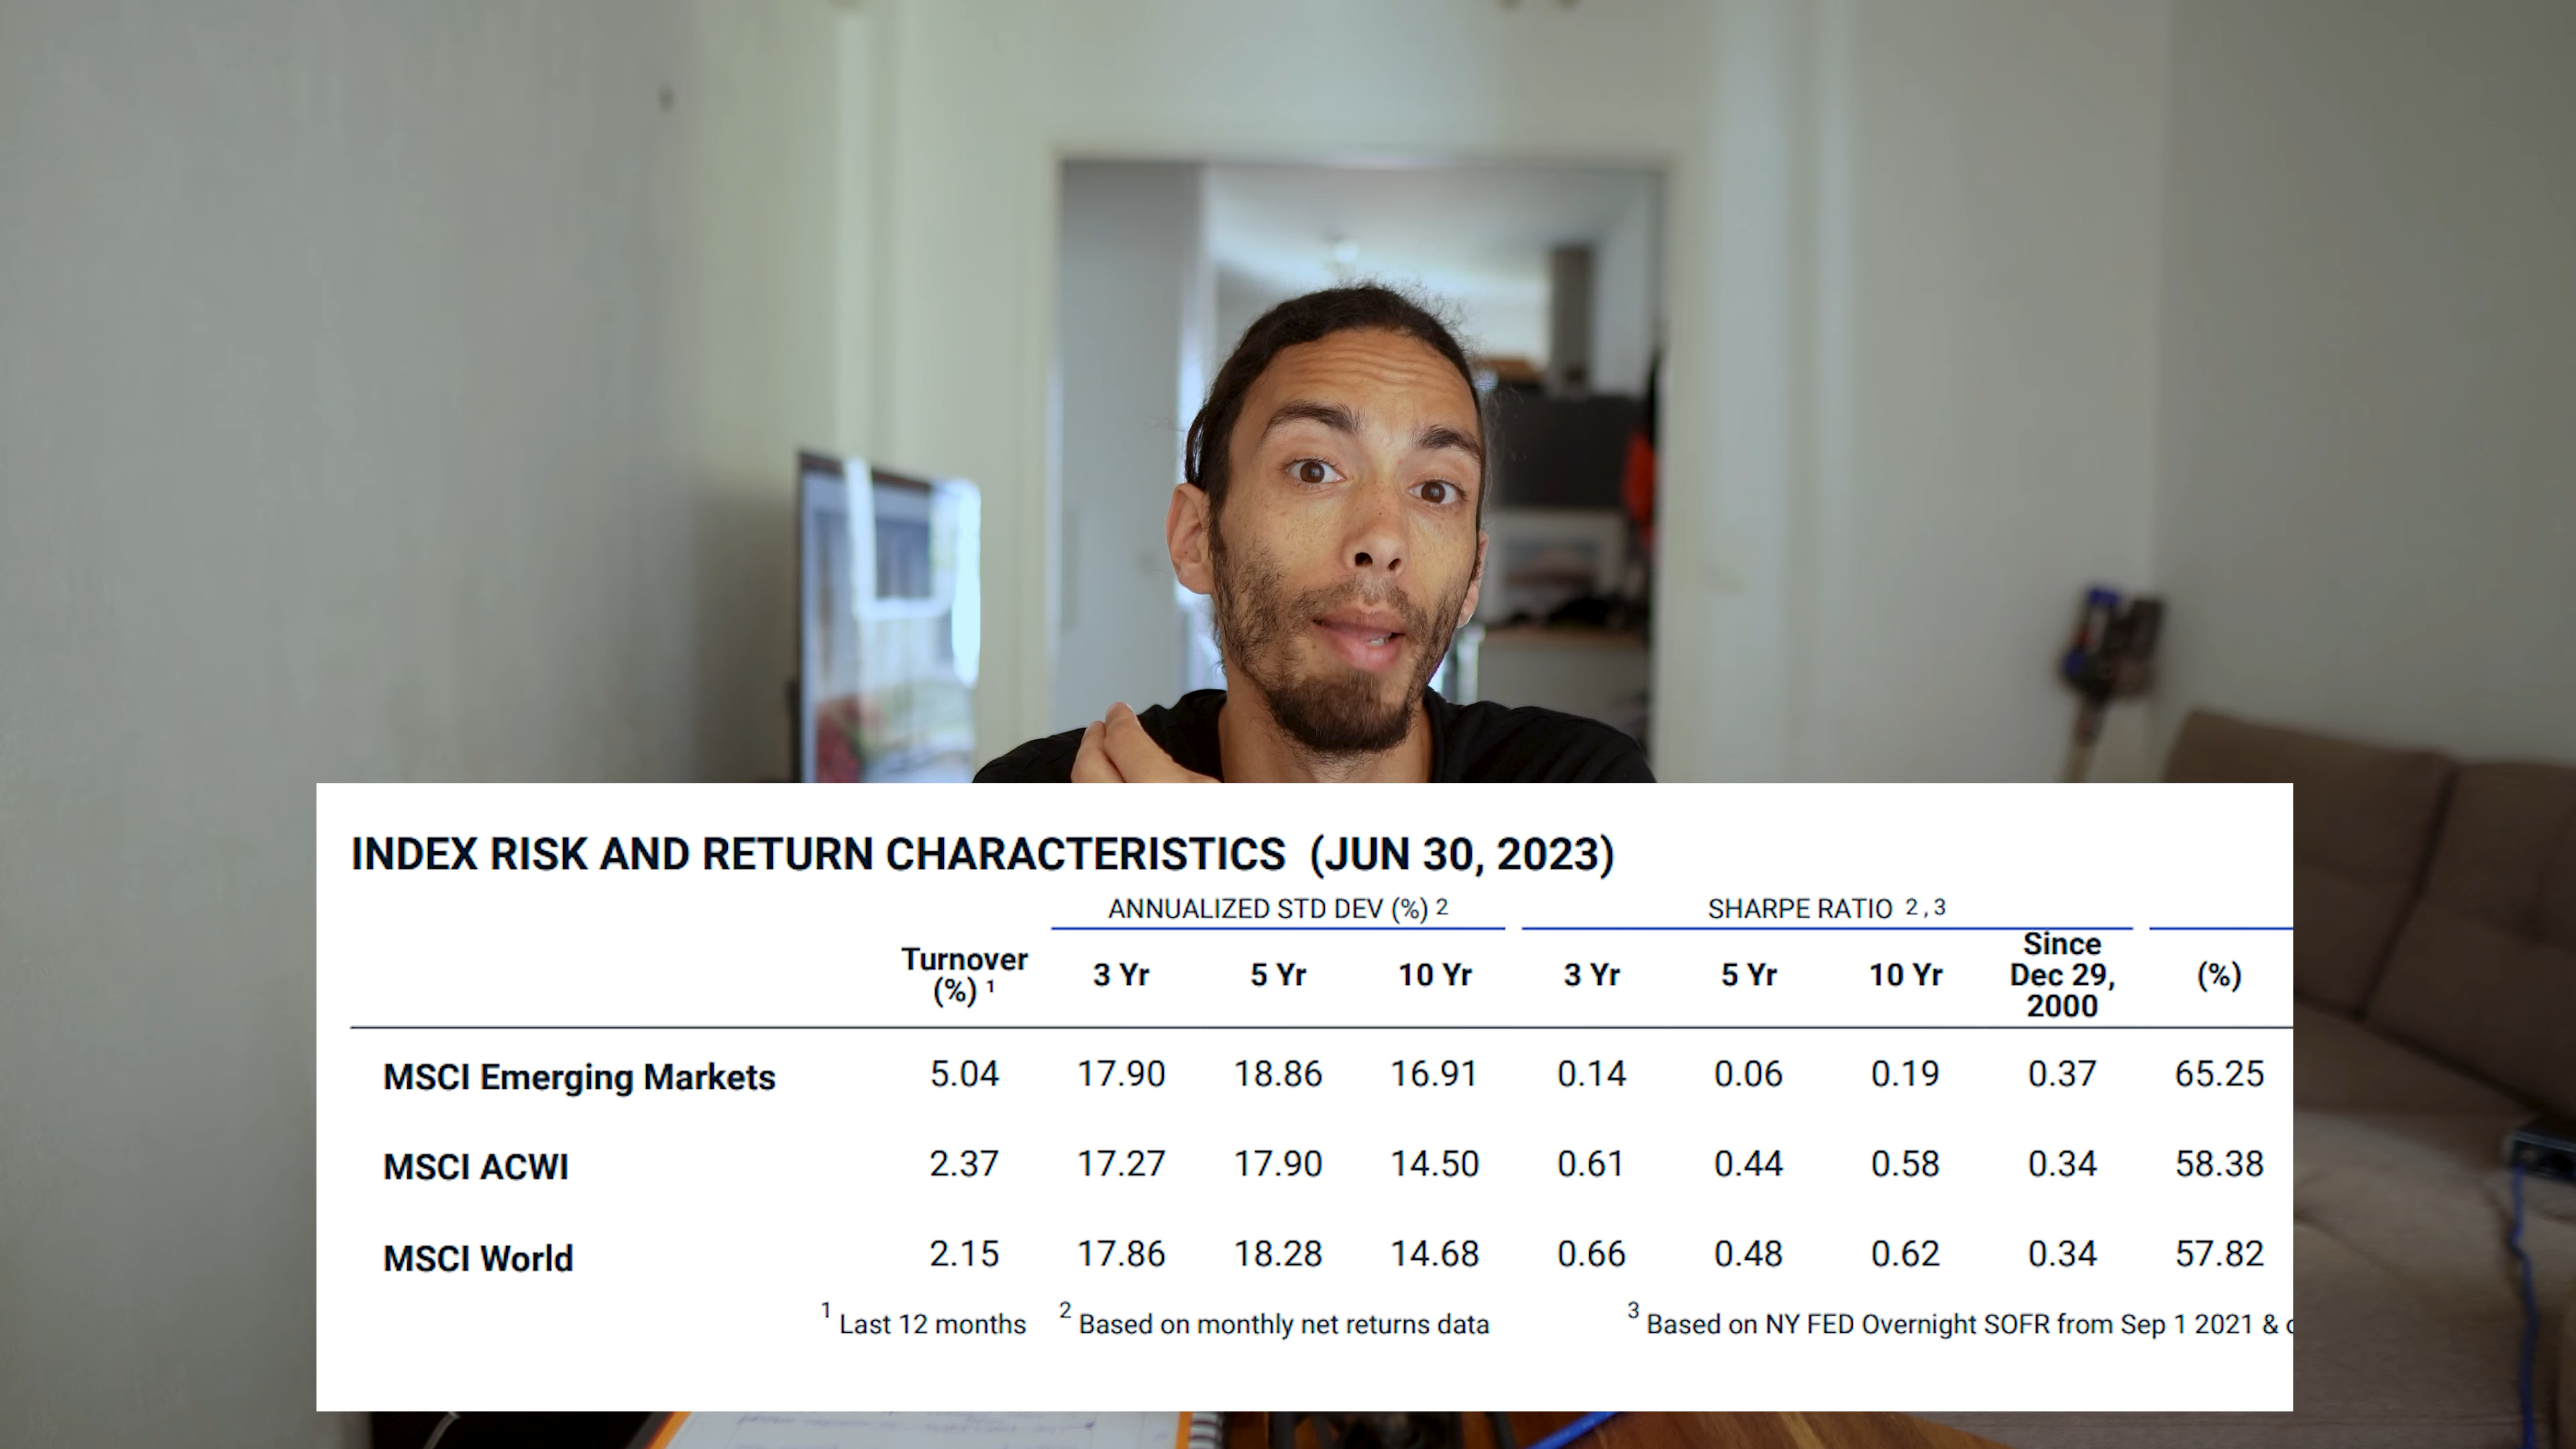 INDEX RISK AND RETURN CHARACTERISTICS (JUN 30, 2023)
ANNUALIZED STD DEV (%) 2 SHARPE RATIO 2 , 3
Turnover (%) 1 3 Yr 5 Yr 10 Yr 3 Yr 5 Yr 10 Yr Since Dec 29, 2000 (%)
MSCI Emerging Markets 5.04 17.90 18.86 16.91 0.14 0.06 0.19 0.37 65.25
MSCI ACWI 2.37 17.27 17.90 14.50 0.61 0.44 0.58 0.34 58.38
MSCI World 2.15 17.86 18.28 14.68 0.66 0.48 0.62 0.34 57.82
1 Last 12 months 2 Based on monthly net returns data 3 Based on NY FED Overnight SOFR from Sep 1 2021 &